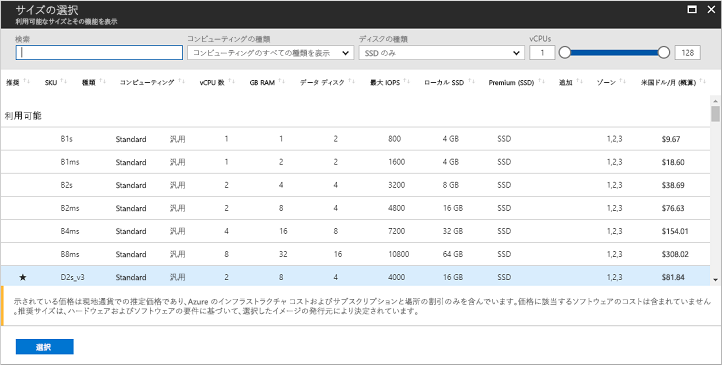 サイズの選択
利用可能なサイズとその機能を表示
検索 コンピューティングの種類 ディスクの種類 vCPUs
コンピューティングのすべての種類を表示 SSD のみ 1 128
推奨 SKU 種類 コンピューティング vCPU 数 GB RAM データ ディスク 最大 IOPS ローカル SSD Premium (SSD) 追加 ゾーン 米国ドル/月 (概算)
利用可能
B1s Standard 汎用 1 1 2 800 4 GB SSD 1,2,3 $9.67
B1ms Standard 汎用 1 2 2 1600 4 GB SSD 1,2,3 $18.60
B2s Standard 汎用 2 4 4 3200 8 GB SSD 1,2,3 $38.69
B2ms Standard 汎用 2 8 4 4800 16 GB SSD 1,2,3 $76.63
B4ms Standard 汎用 4 16 8 7200 32 GB SSD 1,2,3 $154.01
B8ms Standard 汎用 8 32 16 10800 64 GB SSD 1,2,3 $308.02
★ D2s_v3 Standard 汎用 2 8 4 4000 16 GB SSD 1,2,3 $81.84
示されている価格は現地通貨での推定価格であり、Azure のインフラストラクチャ コストおよびサブスクリプションと場所の割引のみを含んでいます。価格に該当するソフトウェアのコストは含まれていません
。推奨サイズは、ハードウェアおよびソフトウェアの要件に基づいて、選択したイメージの発行元により決定されています。
選択